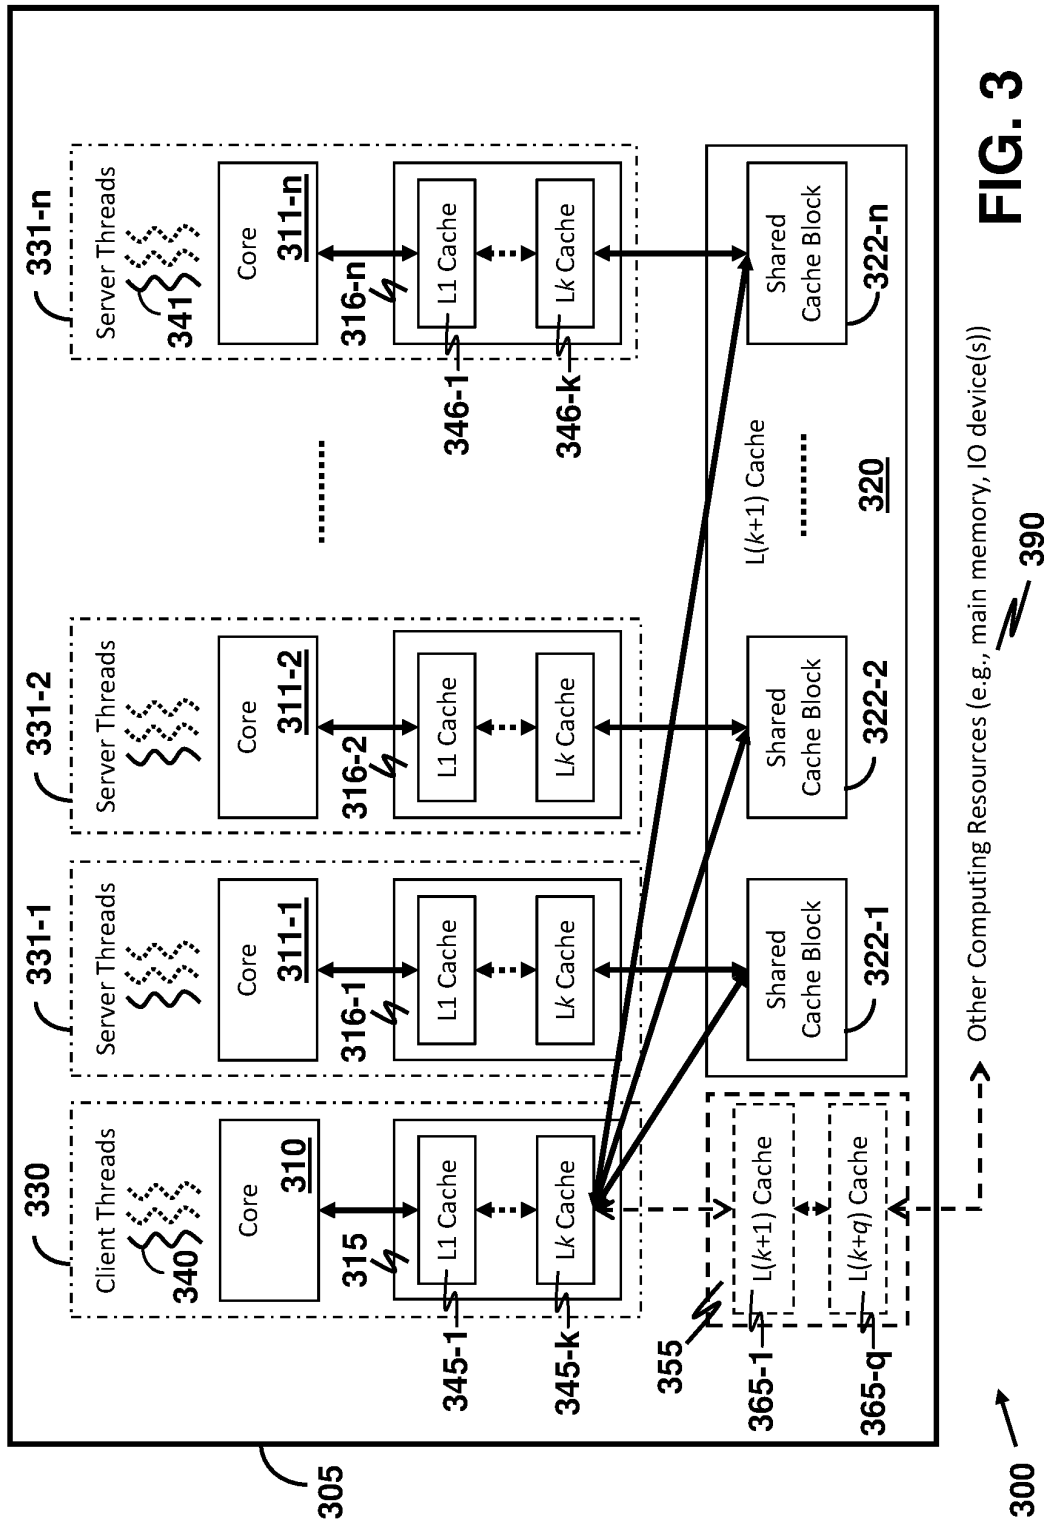 330
331-1
331-2
331-n
Client Threads
Server Threads
Server Threads
Server Threads
340
341
Core
310
Core
311-1
Core
311-2
Core
311-n
315
316-1
316-2
316-n
L1 Cache
L1 Cache
L1 Cache
L1 Cache
345-1
346-1
Lk Cache
Lk Cache
Lk Cache
Lk Cache
345-k
346-k
355
L(k+1) Cache
365-1
L(k+q) Cache
365-q
Shared
Cache Block
322-1
Shared
Cache Block
322-2
L(k+1) Cache
320
Shared
Cache Block
322-n
305
Other Computing Resources (e.g., main memory, IO device(s))
390
300
FIG. 3